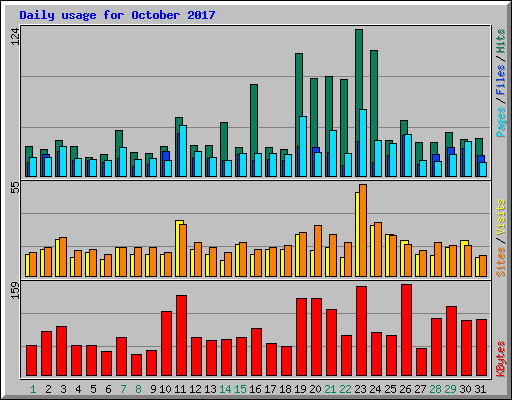 Daily usage for October 2017
124
55
159
Pages / Files / Hits
Sites / Visits
KBytes
1 2 3 4 5 6 7 8 9 10 11 12 13 14 15 16 17 18 19 20 21 22 23 24 25 26 27 28 29 30 31